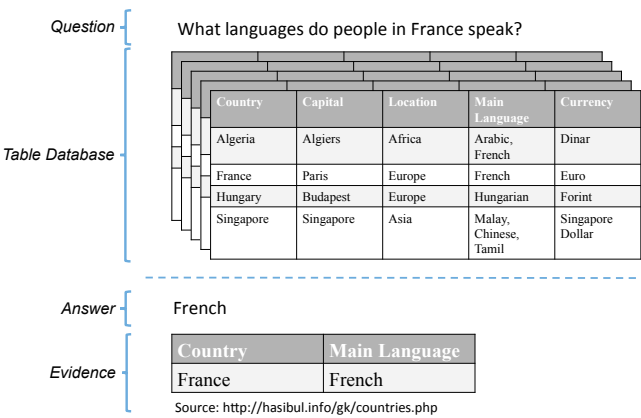 Question
What languages do people in France speak?
Table Database
Country Capital Location Main Language Currency
Algeria Algiers Africa Arabic, French Dinar
France Paris Europe French Euro
Hungary Budapest Europe Hungarian Forint
Singapore Singapore Asia Malay, Chinese, Tamil Singapore Dollar
Answer
French
Evidence
Country Main Language
France French
Source: http://hasibul.info/gk/countries.php